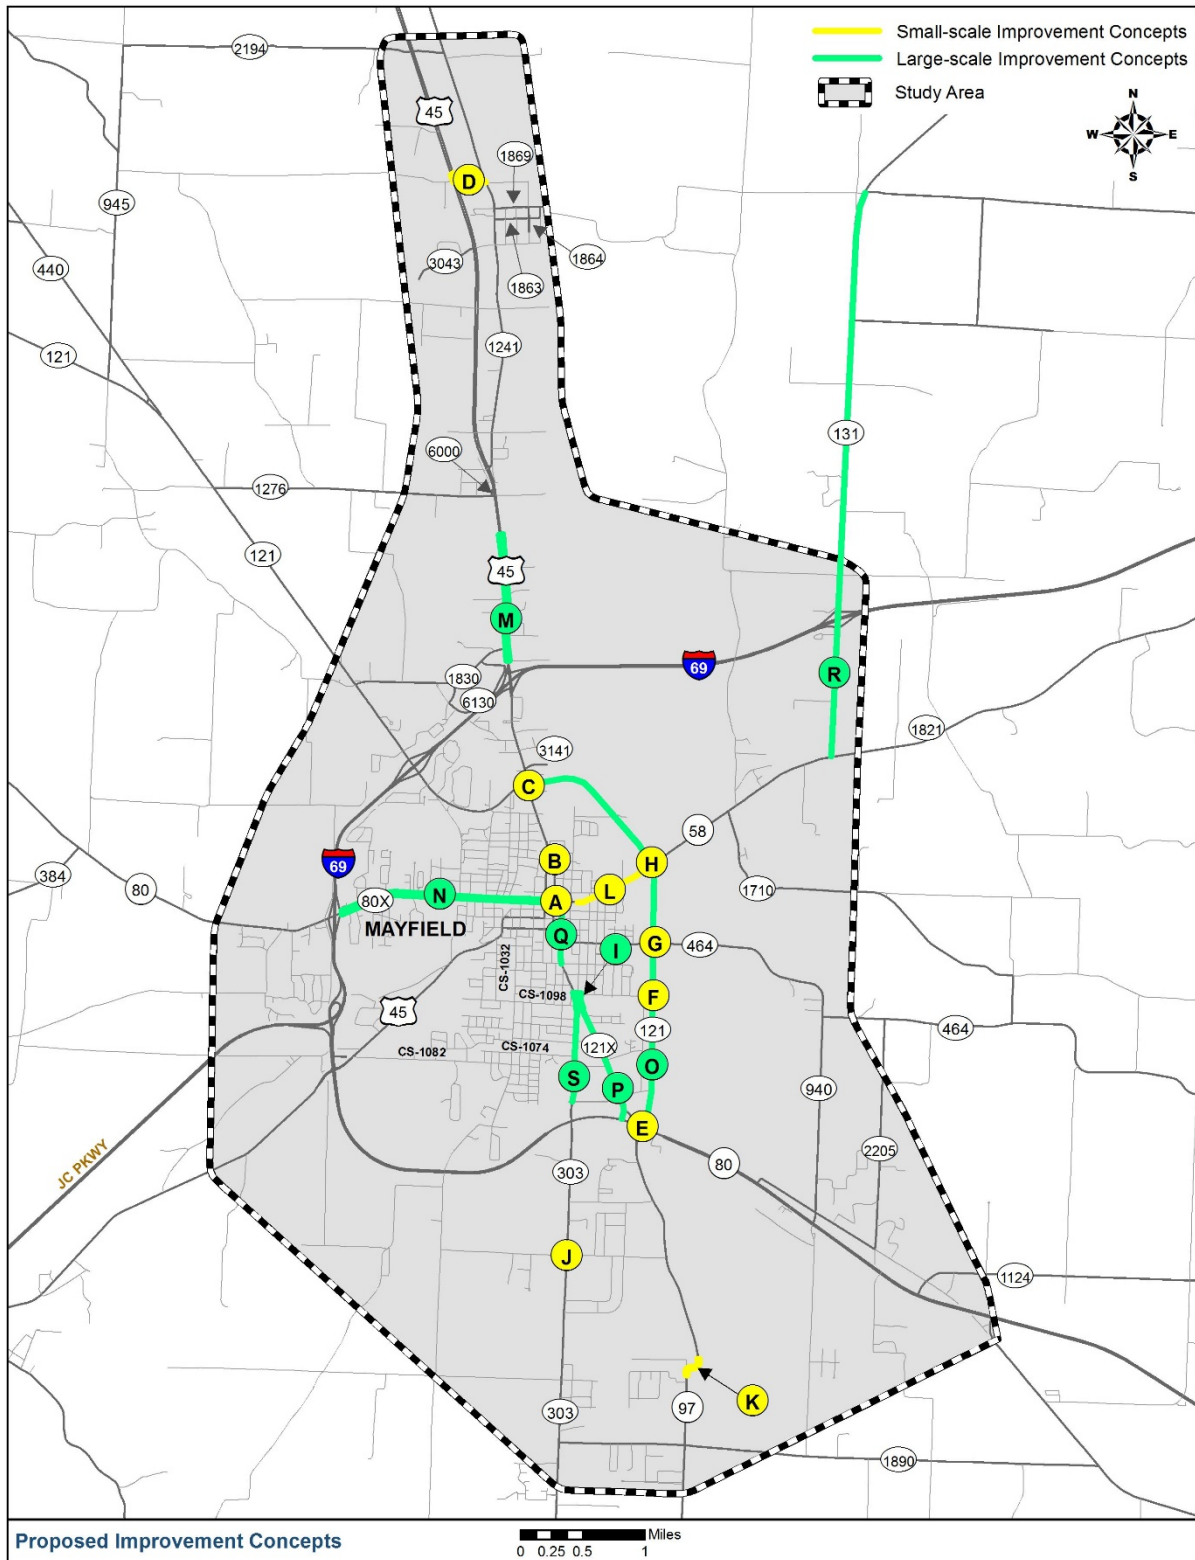 Small-scale Improvement Concepts
Large-scale Improvement Concepts
Study Area
N
W E
S
2194
45
1869
D
945
1864
3043
1863
440
1241
121
131
6000
1276
121
45
M
69
R
1830
6130
1821
3141
C
58
B
H
69
384
L
80
1710
N
A
80X
MAYFIELD
Q
I
G
464
CS-1032
CS-1098
F
45
464
121
121X
CS-1074
CS-1082
O
S
P
940
E
2205
JC PKWY
80
303
J
1124
K
303
97
1890
Proposed Improvement Concepts
Miles
0 0.25 0.5 1